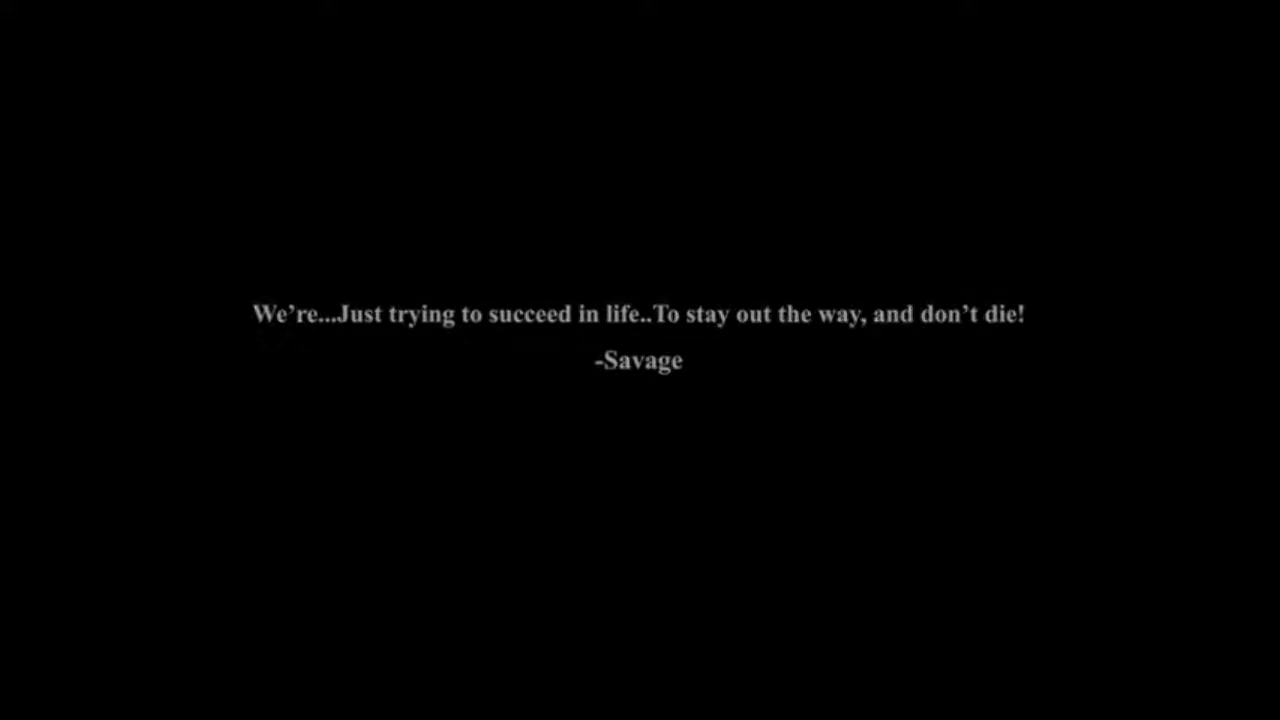 We’re...Just trying to succeed in life..To stay out the way, and don’t die!
-Savage